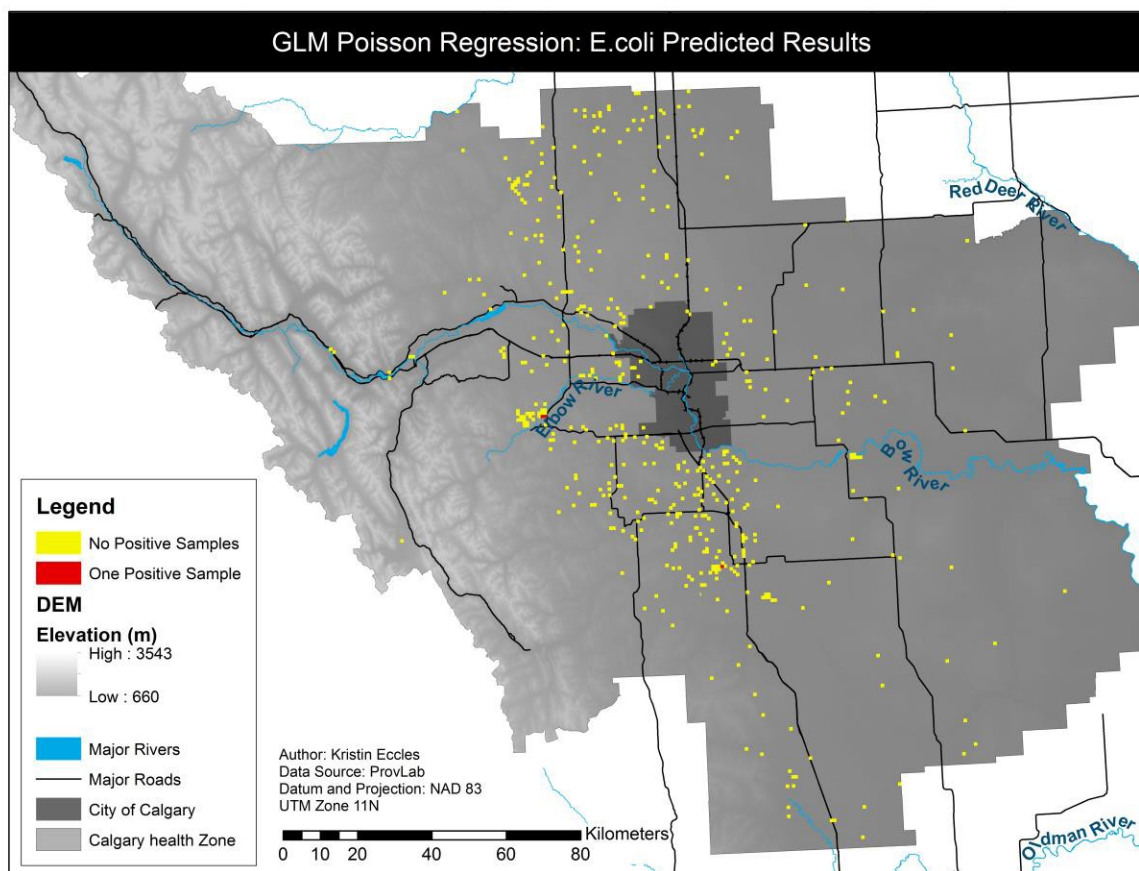 GLM Poisson Regression: E.coli Predicted Results
Red Deer River
Elbow River
Bow River
Legend
No Positive Samples
One Positive Sample
DEM
Elevation (m)
High : 3543
Low : 660
Major Rivers
Major Roads
City of Calgary
Calgary health Zone
Author: Kristin Eccles
Data Source: ProvLab
Datum and Projection: NAD 83
UTM Zone 11N
Kilometers
0 10 20 40 60 80
Oldman River